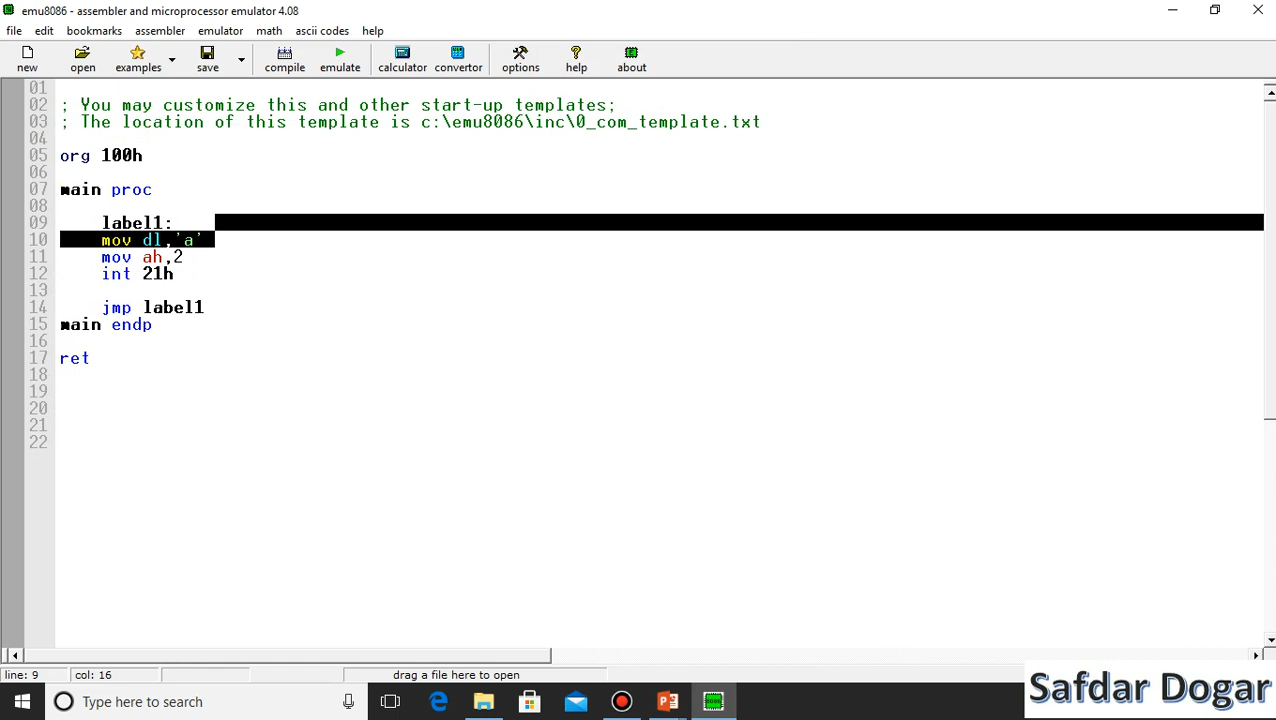 emu8086 - assembler and microprocessor emulator 4.08
file edit bookmarks assembler emulator math ascii codes help
new open examples save compile emulate calculator convertor options help about
01
02 ; You may customize this and other start-up templates;
03 ; The location of this template is c:\emu8086\inc\0_com_template.txt
04
05 org 100h
06
07 main proc
08
09 label1:
10 mov dl,'a'
11 mov ah,2
12 int 21h
13
14 jmp label1
15 main endp
16
17 ret
18
19
20
21
22
line: 9 col: 16 drag a file here to open
Type here to search
Safdar Dogar